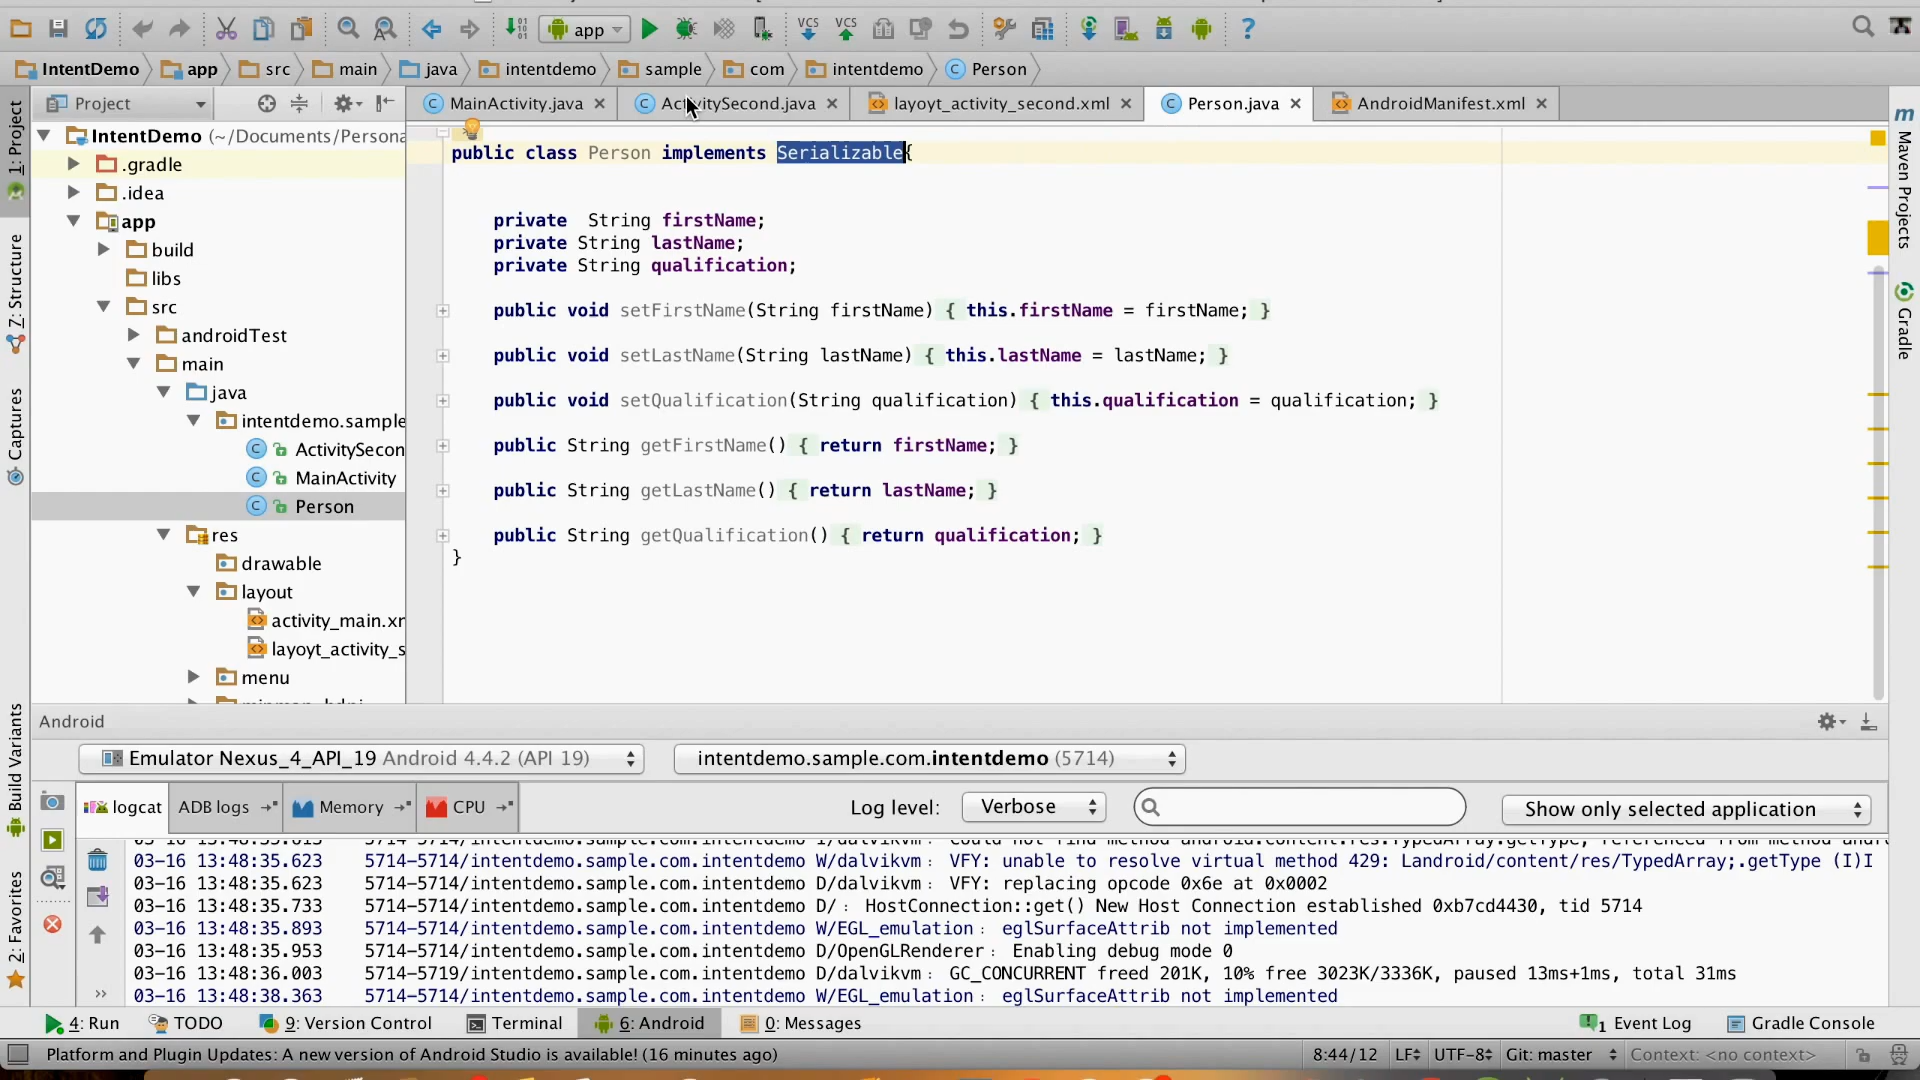 app
IntentDemo app src main java intentdemo sample com intentdemo Person
1: Project
7: Structure
Captures
Build Variants
2: Favorites
Project
MainActivity.java ActivitySecond.java layoyt_activity_second.xml Person.java AndroidManifest.xml
IntentDemo (~/Documents/Persona
.gradle
.idea
app
build
libs
src
androidTest
main
java
intentdemo.sample
ActivitySecon
MainActivity
Person
res
drawable
layout
activity_main.xm
layoyt_activity_s
menu
public class Person implements Serializable{
private  String firstName;
private String lastName;
private String qualification;
public void setFirstName(String firstName) { this.firstName = firstName; }
public void setLastName(String lastName) { this.lastName = lastName; }
public void setQualification(String qualification) { this.qualification = qualification; }
public String getFirstName() { return firstName; }
public String getLastName() { return lastName; }
public String getQualification() { return qualification; }
}
Maven Projects
Gradle
Android
Emulator Nexus_4_API_19 Android 4.4.2 (API 19) intentdemo.sample.com.intentdemo (5714)
logcat ADB logs Memory CPU Log level: Verbose Show only selected application
03-16 13:48:35.623 5714-5714/intentdemo.sample.com.intentdemo W/dalvikvm: VFY: unable to resolve virtual method 429: Landroid/content/res/TypedArray;.getType (I)I
03-16 13:48:35.623 5714-5714/intentdemo.sample.com.intentdemo D/dalvikvm: VFY: replacing opcode 0x6e at 0x0002
03-16 13:48:35.733 5714-5714/intentdemo.sample.com.intentdemo D/: HostConnection::get() New Host Connection established 0xb7cd4430, tid 5714
03-16 13:48:35.893 5714-5714/intentdemo.sample.com.intentdemo W/EGL_emulation: eglSurfaceAttrib not implemented
03-16 13:48:35.953 5714-5714/intentdemo.sample.com.intentdemo D/OpenGLRenderer: Enabling debug mode 0
03-16 13:48:36.003 5714-5719/intentdemo.sample.com.intentdemo D/dalvikvm: GC_CONCURRENT freed 201K, 10% free 3023K/3336K, paused 13ms+1ms, total 31ms
03-16 13:48:38.363 5714-5714/intentdemo.sample.com.intentdemo W/EGL_emulation: eglSurfaceAttrib not implemented
4: Run TODO 9: Version Control Terminal 6: Android 0: Messages 1 Event Log Gradle Console
Platform and Plugin Updates: A new version of Android Studio is available! (16 minutes ago) 8:44/12 LF UTF-8 Git: master Context: <no context>